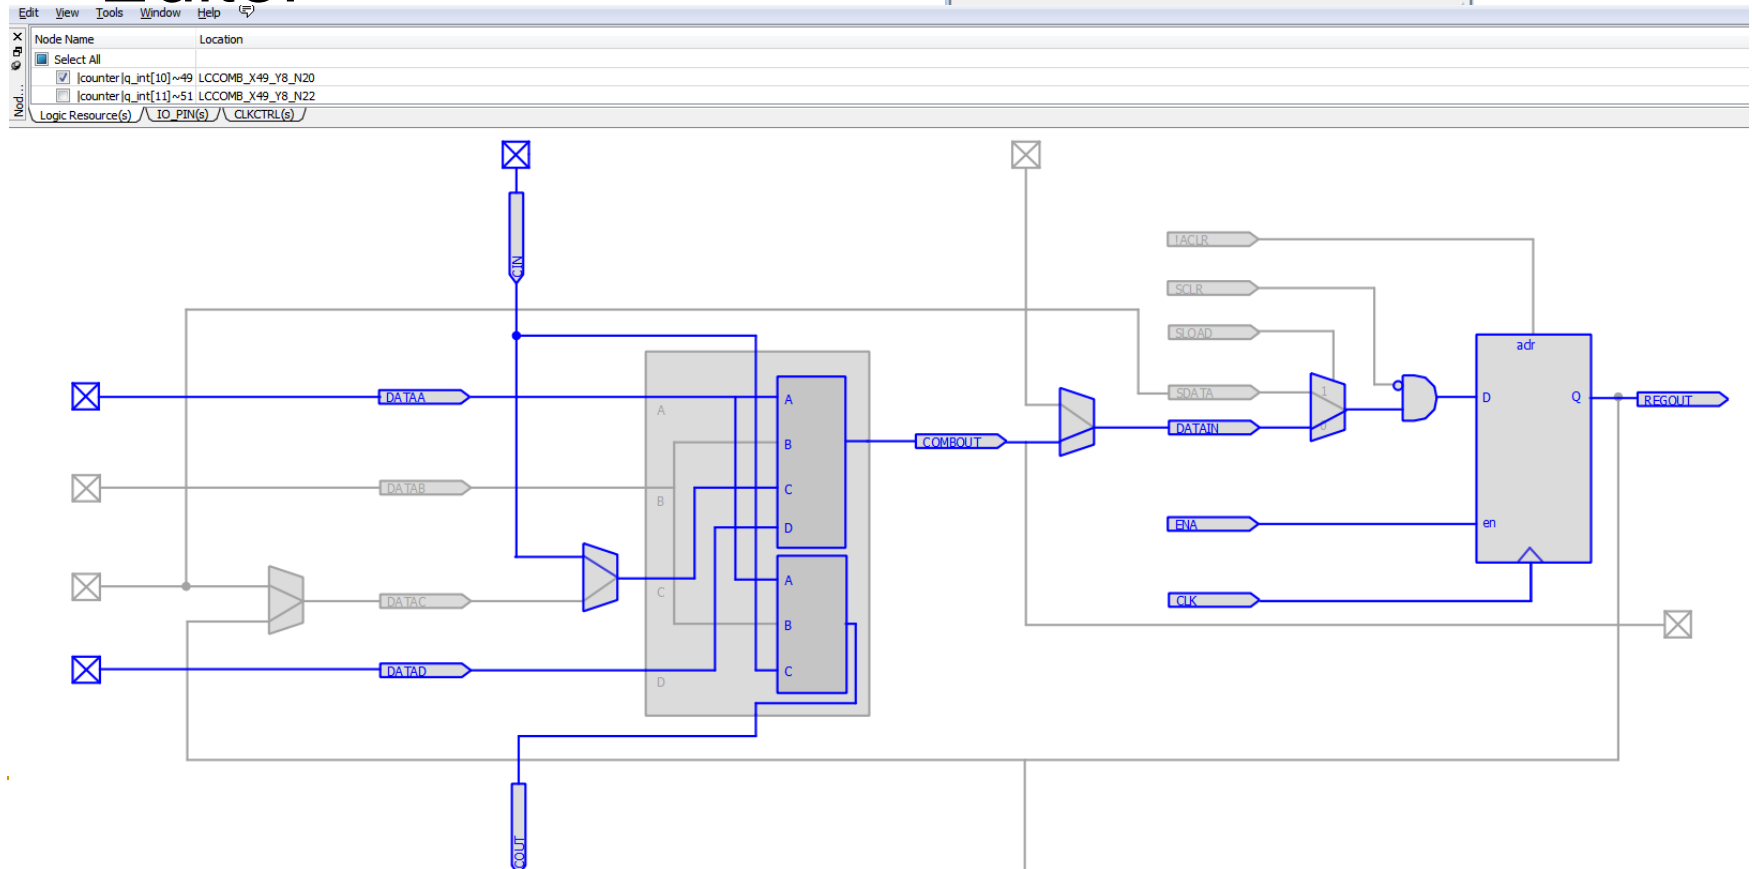 Edit View Tools Window Help
Node Name Location
Select All
|counter|q_int[10]~49 LCCOMB_X49_Y8_N20
|counter|q_int[11]~51 LCCOMB_X49_Y8_N22
Nod...
Logic Resource(s) IO_PIN(s) CLKCTRL(s)
CIN
!ACLR
SCLR
SLOAD
adr
SDATA 1
DATAA A A D Q REGOUT
DATAIN 0
B COMBOUT
DATAB B C
D ENA en
A
DATAC C CLK
B
DATAD D C
COUT